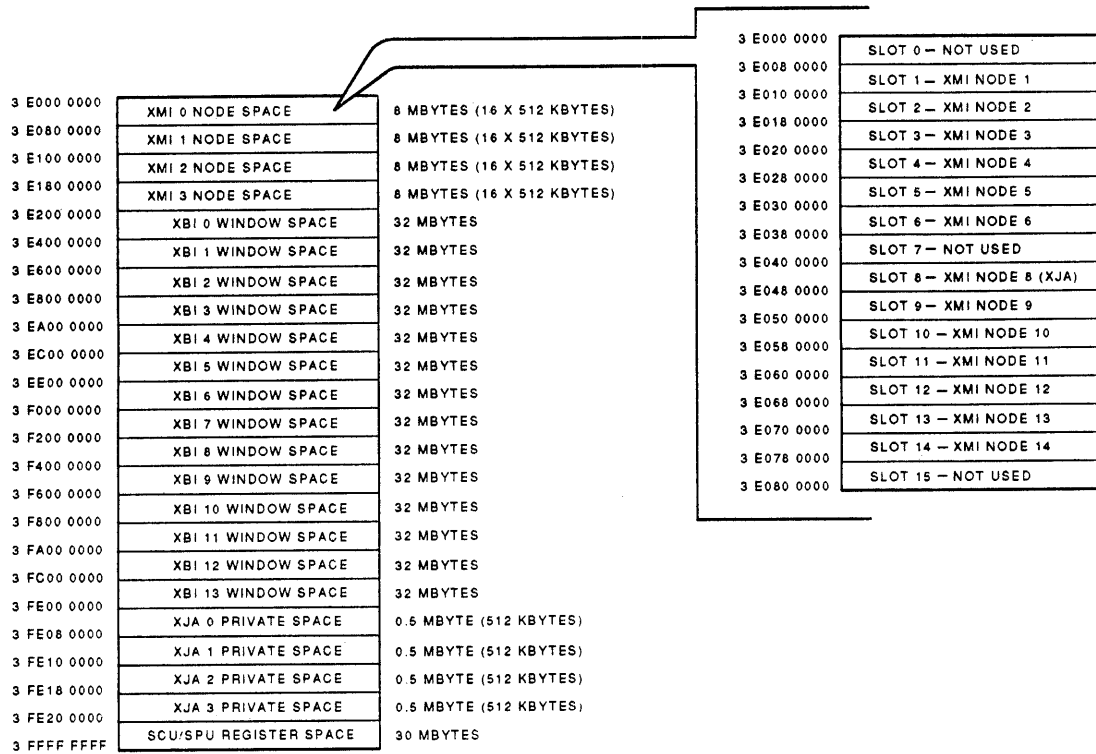 3 E000 0000
XMI 0 NODE SPACE 8 MBYTES (16 X 512 KBYTES)
3 E080 0000
XMI 1 NODE SPACE 8 MBYTES (16 X 512 KBYTES)
3 E100 0000
XMI 2 NODE SPACE 8 MBYTES (16 X 512 KBYTES)
3 E180 0000
XMI 3 NODE SPACE 8 MBYTES (16 X 512 KBYTES)
3 E200 0000
XBI 0 WINDOW SPACE 32 MBYTES
3 E400 0000
XBI 1 WINDOW SPACE 32 MBYTES
3 E600 0000
XBI 2 WINDOW SPACE 32 MBYTES
3 E800 0000
XBI 3 WINDOW SPACE 32 MBYTES
3 EA00 0000
XBI 4 WINDOW SPACE 32 MBYTES
3 EC00 0000
XBI 5 WINDOW SPACE 32 MBYTES
3 EE00 0000
XBI 6 WINDOW SPACE 32 MBYTES
3 F000 0000
XBI 7 WINDOW SPACE 32 MBYTES
3 F200 0000
XBI 8 WINDOW SPACE 32 MBYTES
3 F400 0000
XBI 9 WINDOW SPACE 32 MBYTES
3 F600 0000
XBI 10 WINDOW SPACE 32 MBYTES
3 F800 0000
XBI 11 WINDOW SPACE 32 MBYTES
3 FA00 0000
XBI 12 WINDOW SPACE 32 MBYTES
3 FC00 0000
XBI 13 WINDOW SPACE 32 MBYTES
3 FE00 0000
XJA 0 PRIVATE SPACE 0.5 MBYTE (512 KBYTES)
3 FE08 0000
XJA 1 PRIVATE SPACE 0.5 MBYTE (512 KBYTES)
3 FE10 0000
XJA 2 PRIVATE SPACE 0.5 MBYTE (512 KBYTES)
3 FE18 0000
XJA 3 PRIVATE SPACE 0.5 MBYTE (512 KBYTES)
3 FE20 0000
SCU/SPU REGISTER SPACE 30 MBYTES
3 FFFF FFFF
3 E000 0000
SLOT 0 — NOT USED
3 E008 0000
SLOT 1 — XMI NODE 1
3 E010 0000
SLOT 2 — XMI NODE 2
3 E018 0000
SLOT 3 — XMI NODE 3
3 E020 0000
SLOT 4 — XMI NODE 4
3 E028 0000
SLOT 5 — XMI NODE 5
3 E030 0000
SLOT 6 — XMI NODE 6
3 E038 0000
SLOT 7 — NOT USED
3 E040 0000
SLOT 8 — XMI NODE 8 (XJA)
3 E048 0000
SLOT 9 — XMI NODE 9
3 E050 0000
SLOT 10 — XMI NODE 10
3 E058 0000
SLOT 11 — XMI NODE 11
3 E060 0000
SLOT 12 — XMI NODE 12
3 E068 0000
SLOT 13 — XMI NODE 13
3 E070 0000
SLOT 14 — XMI NODE 14
3 E078 0000
SLOT 15 — NOT USED
3 E080 0000